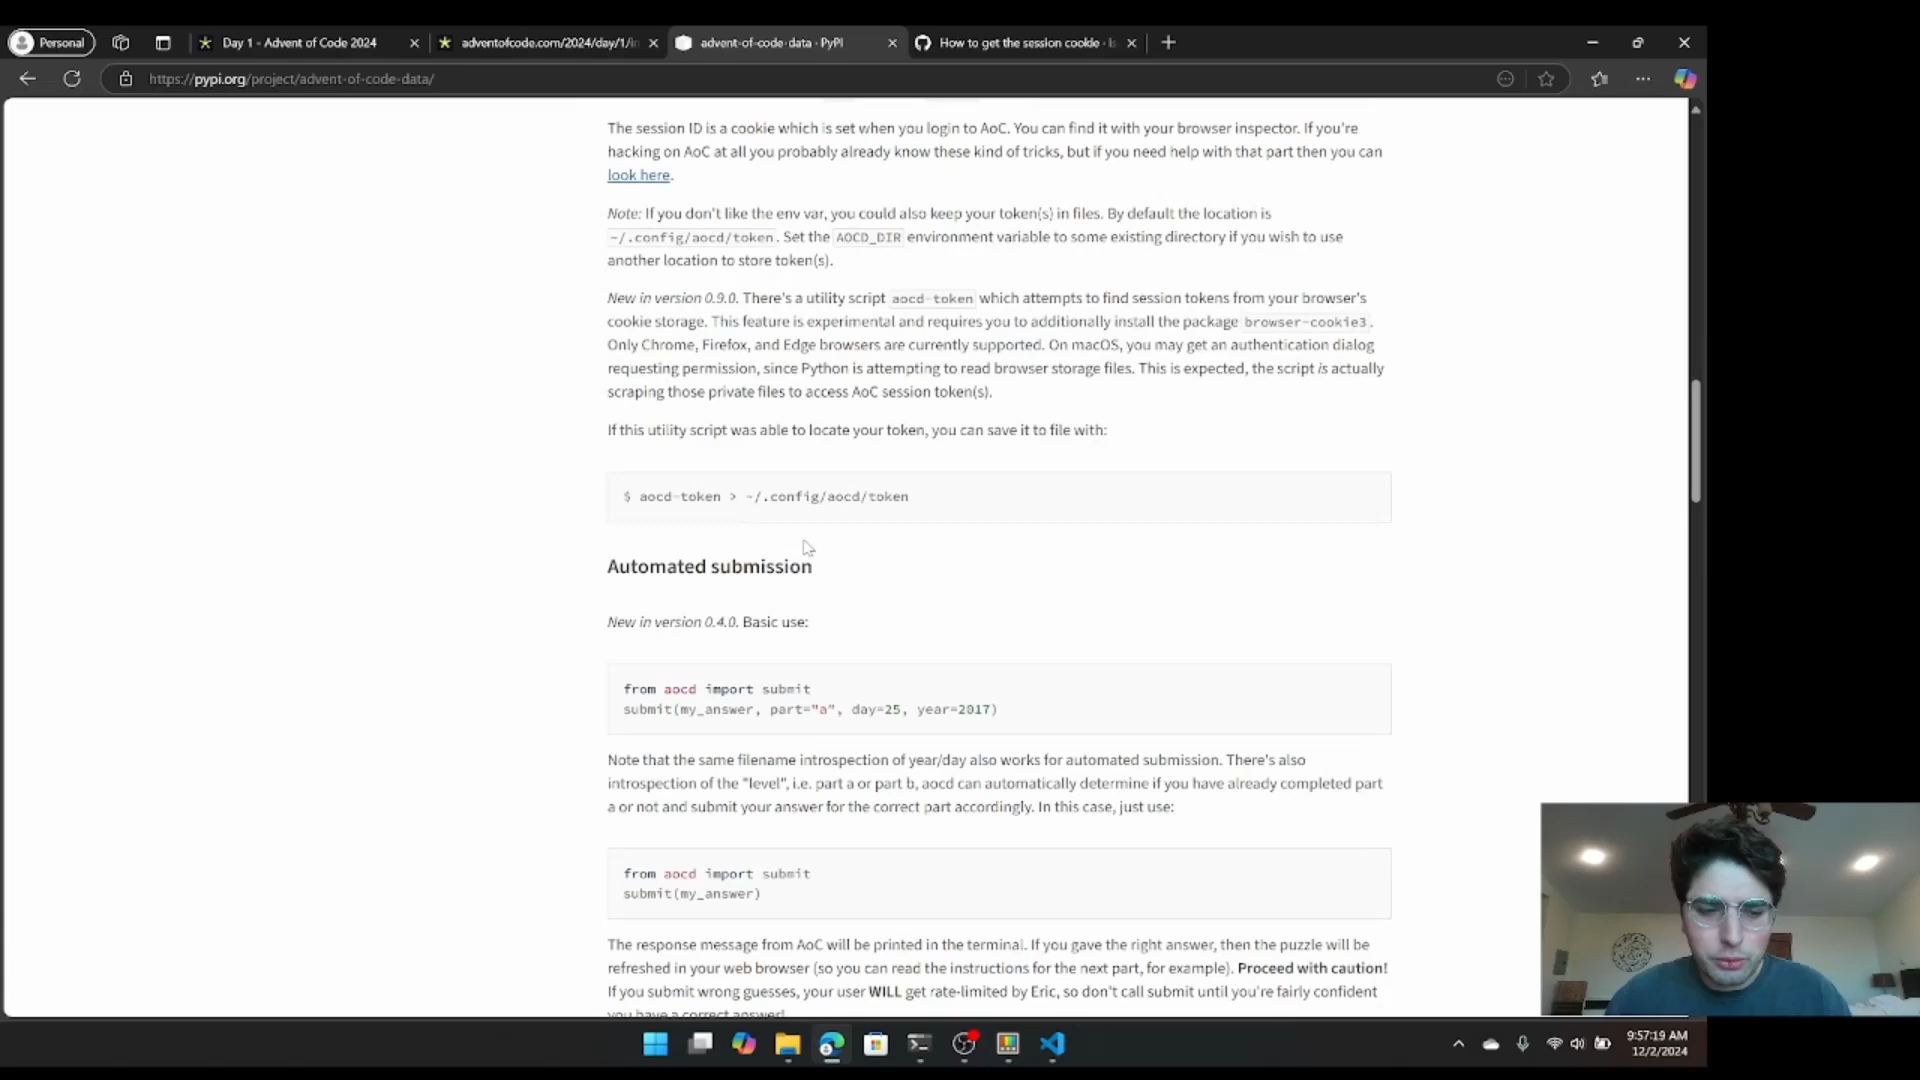 Personal
Day 1 - Advent of Code 2024
adventofcode.com/2024/day/1/in
advent-of-code-data · PyPI
How to get the session cookie · Is
https://pypi.org/project/advent-of-code-data/
The session ID is a cookie which is set when you login to AoC. You can find it with your browser inspector. If you're
hacking on AoC at all you probably already know these kind of tricks, but if you need help with that part then you can
look here.
Note: If you don't like the env var, you could also keep your token(s) in files. By default the location is
~/.config/aocd/token. Set the AOCD_DIR environment variable to some existing directory if you wish to use
another location to store token(s).
New in version 0.9.0. There's a utility script aocd-token which attempts to find session tokens from your browser's
cookie storage. This feature is experimental and requires you to additionally install the package browser-cookie3.
Only Chrome, Firefox, and Edge browsers are currently supported. On macOS, you may get an authentication dialog
requesting permission, since Python is attempting to read browser storage files. This is expected, the script is actually
scraping those private files to access AoC session token(s).
If this utility script was able to locate your token, you can save it to file with:
$ aocd-token > ~/.config/aocd/token
Automated submission
New in version 0.4.0. Basic use:
from aocd import submit
submit(my_answer, part="a", day=25, year=2017)
Note that the same filename introspection of year/day also works for automated submission. There's also
introspection of the "level", i.e. part a or part b, aocd can automatically determine if you have already completed part
a or not and submit your answer for the correct part accordingly. In this case, just use:
from aocd import submit
submit(my_answer)
The response message from AoC will be printed in the terminal. If you gave the right answer, then the puzzle will be
refreshed in your web browser (so you can read the instructions for the next part, for example). Proceed with caution!
If you submit wrong guesses, your user WILL get rate-limited by Eric, so don't call submit until you're fairly confident
you have a correct answer!
9:57:19 AM
12/2/2024